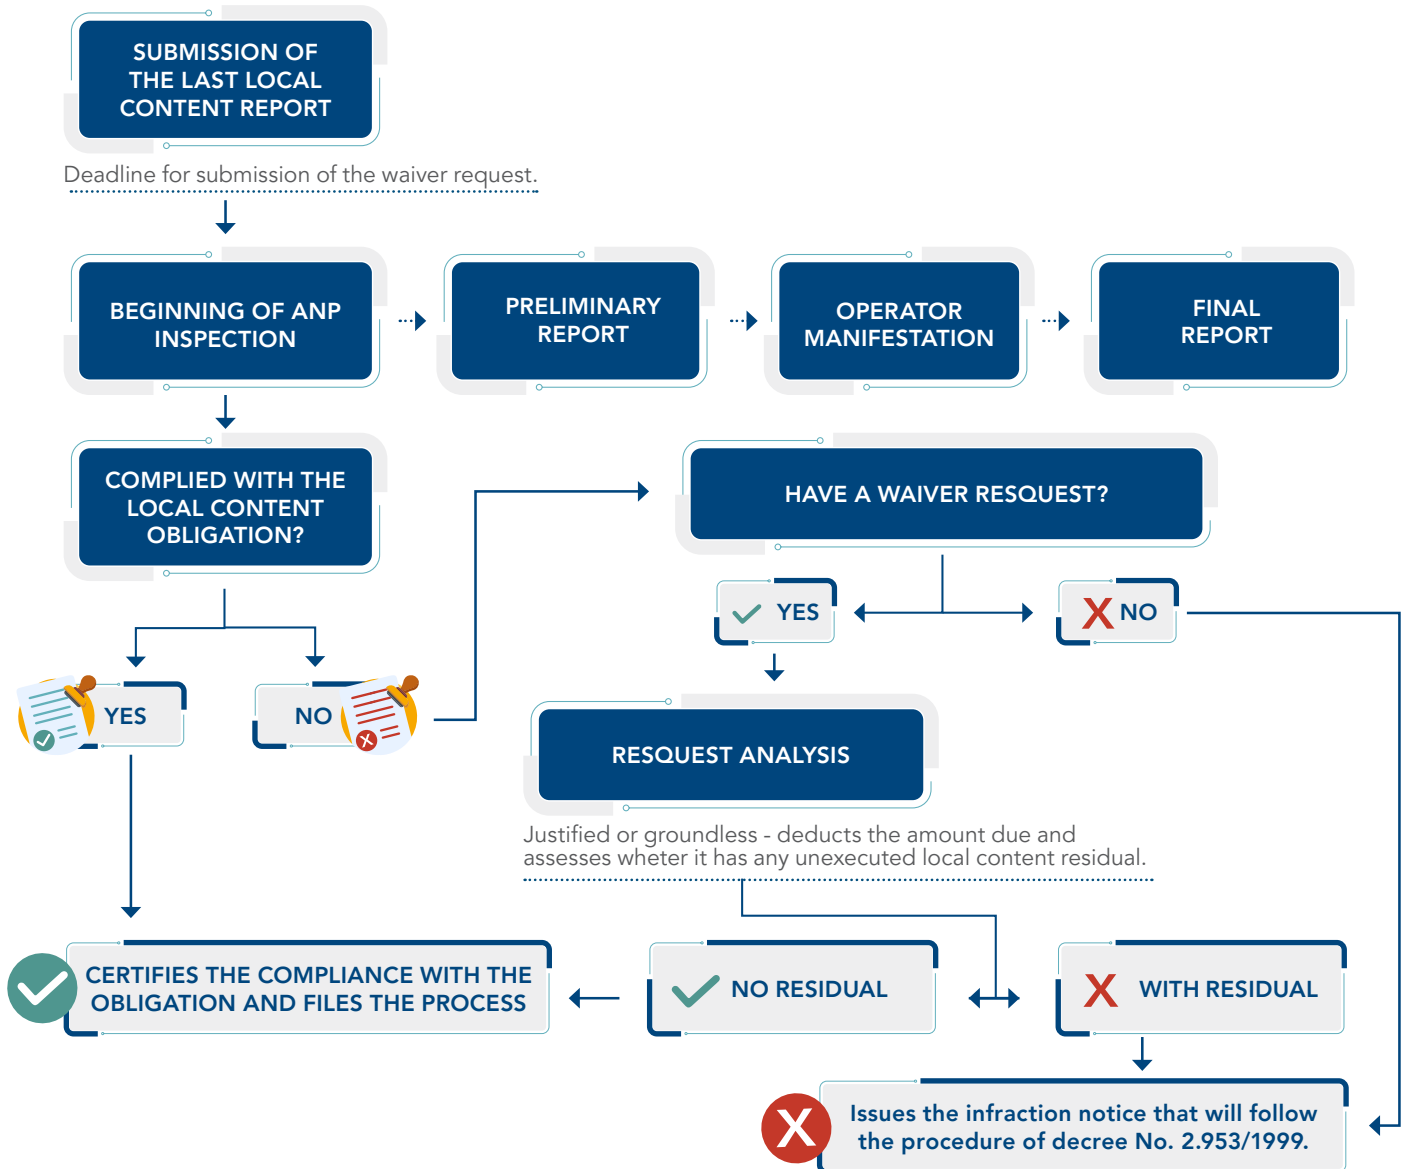 SUBMISSION OF
THE LAST LOCAL
CONTENT REPORT
Deadline for submission of the waiver request.
BEGINNING OF ANP
INSPECTION
PRELIMINARY
REPORT
OPERATOR
MANIFESTATION
FINAL
REPORT
COMPLIED WITH THE
LOCAL CONTENT
OBLIGATION?
HAVE A WAIVER RESQUEST?
YES
NO
YES
NO
RESQUEST ANALYSIS
Justified or groundless - deducts the amount due and
assesses wheter it has any unexecuted local content residual.
CERTIFIES THE COMPLIANCE WITH THE
OBLIGATION AND FILES THE PROCESS
NO RESIDUAL
WITH RESIDUAL
Issues the infraction notice that will follow
the procedure of decree No. 2.953/1999.